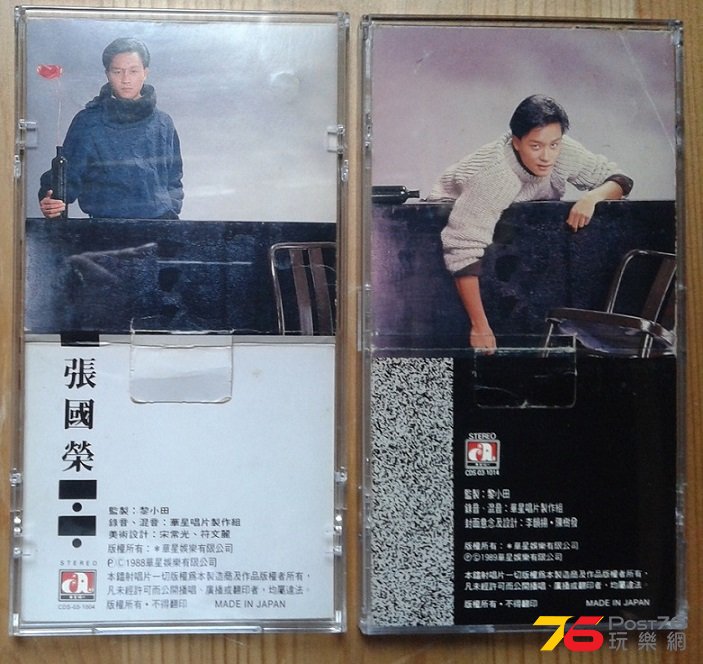 張國榮
監製：黎小田
錄音、混音：華星唱片製作組
美術設計：宋常光、符文麗
版權所有：＊華星娛樂有限公司
Ⓟ©1988華星娛樂有限公司
本鐳射唱片一切版權為本製造商及作品版權者所有，
凡未經許可而公開播唱、廣播或翻印者，均屬違法。
版權所有・不得翻印 MADE IN JAPAN
STEREO
CDS-03-1004
STEREO
CDS 03 1014
監製：黎小田
錄音、混音：華星唱片製作組
版權所有：＊華星娛樂有限公司
Ⓟ©1989華星娛樂有限公司
本鐳射唱片一切版權為本製造商及作品版權者所有，
凡未經許可而公開播唱、廣播或翻印者，均屬違法。
版權所有・不得翻印 MADE IN JAPAN
76 Post76
玩樂網